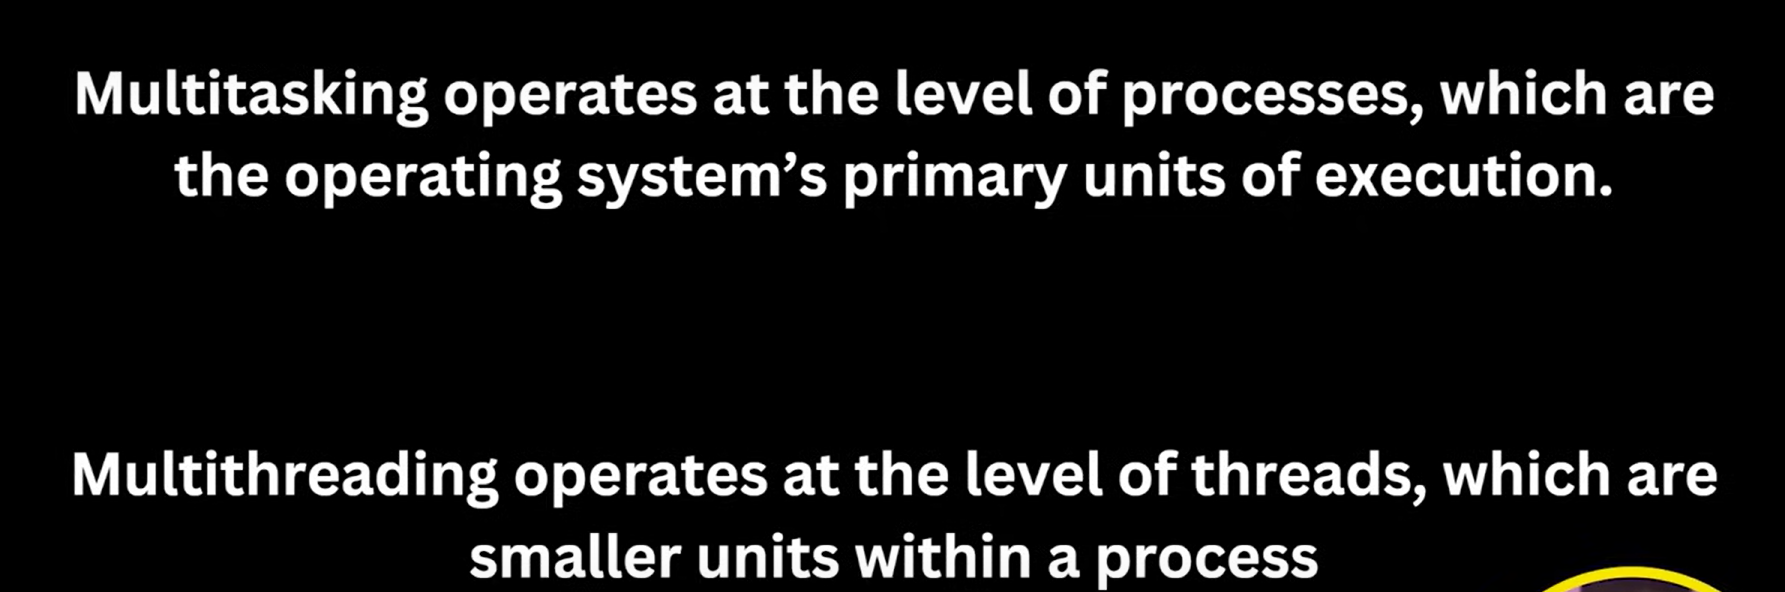 Multitasking operates at the level of processes, which are
the operating system’s primary units of execution.
Multithreading operates at the level of threads, which are
smaller units within a process